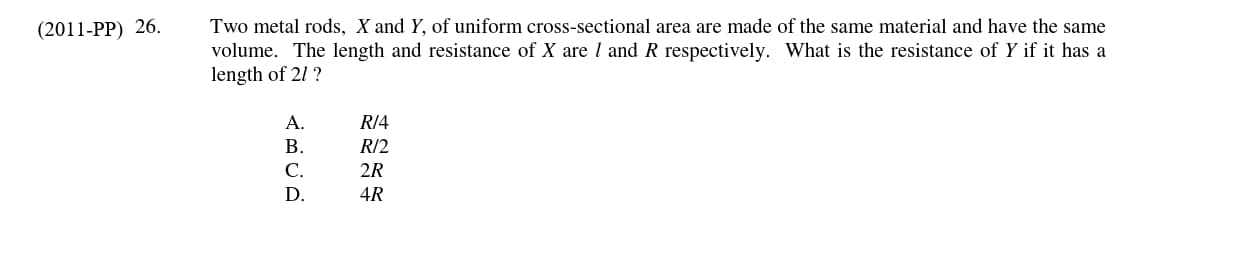 (2011-PP) 26. Two metal rods, X and Y, of uniform cross-sectional area are made of the same material and have the same
volume. The length and resistance of X are l and R respectively. What is the resistance of Y if it has a
length of 2l ?
A. R/4
B. R/2
C. 2R
D. 4R